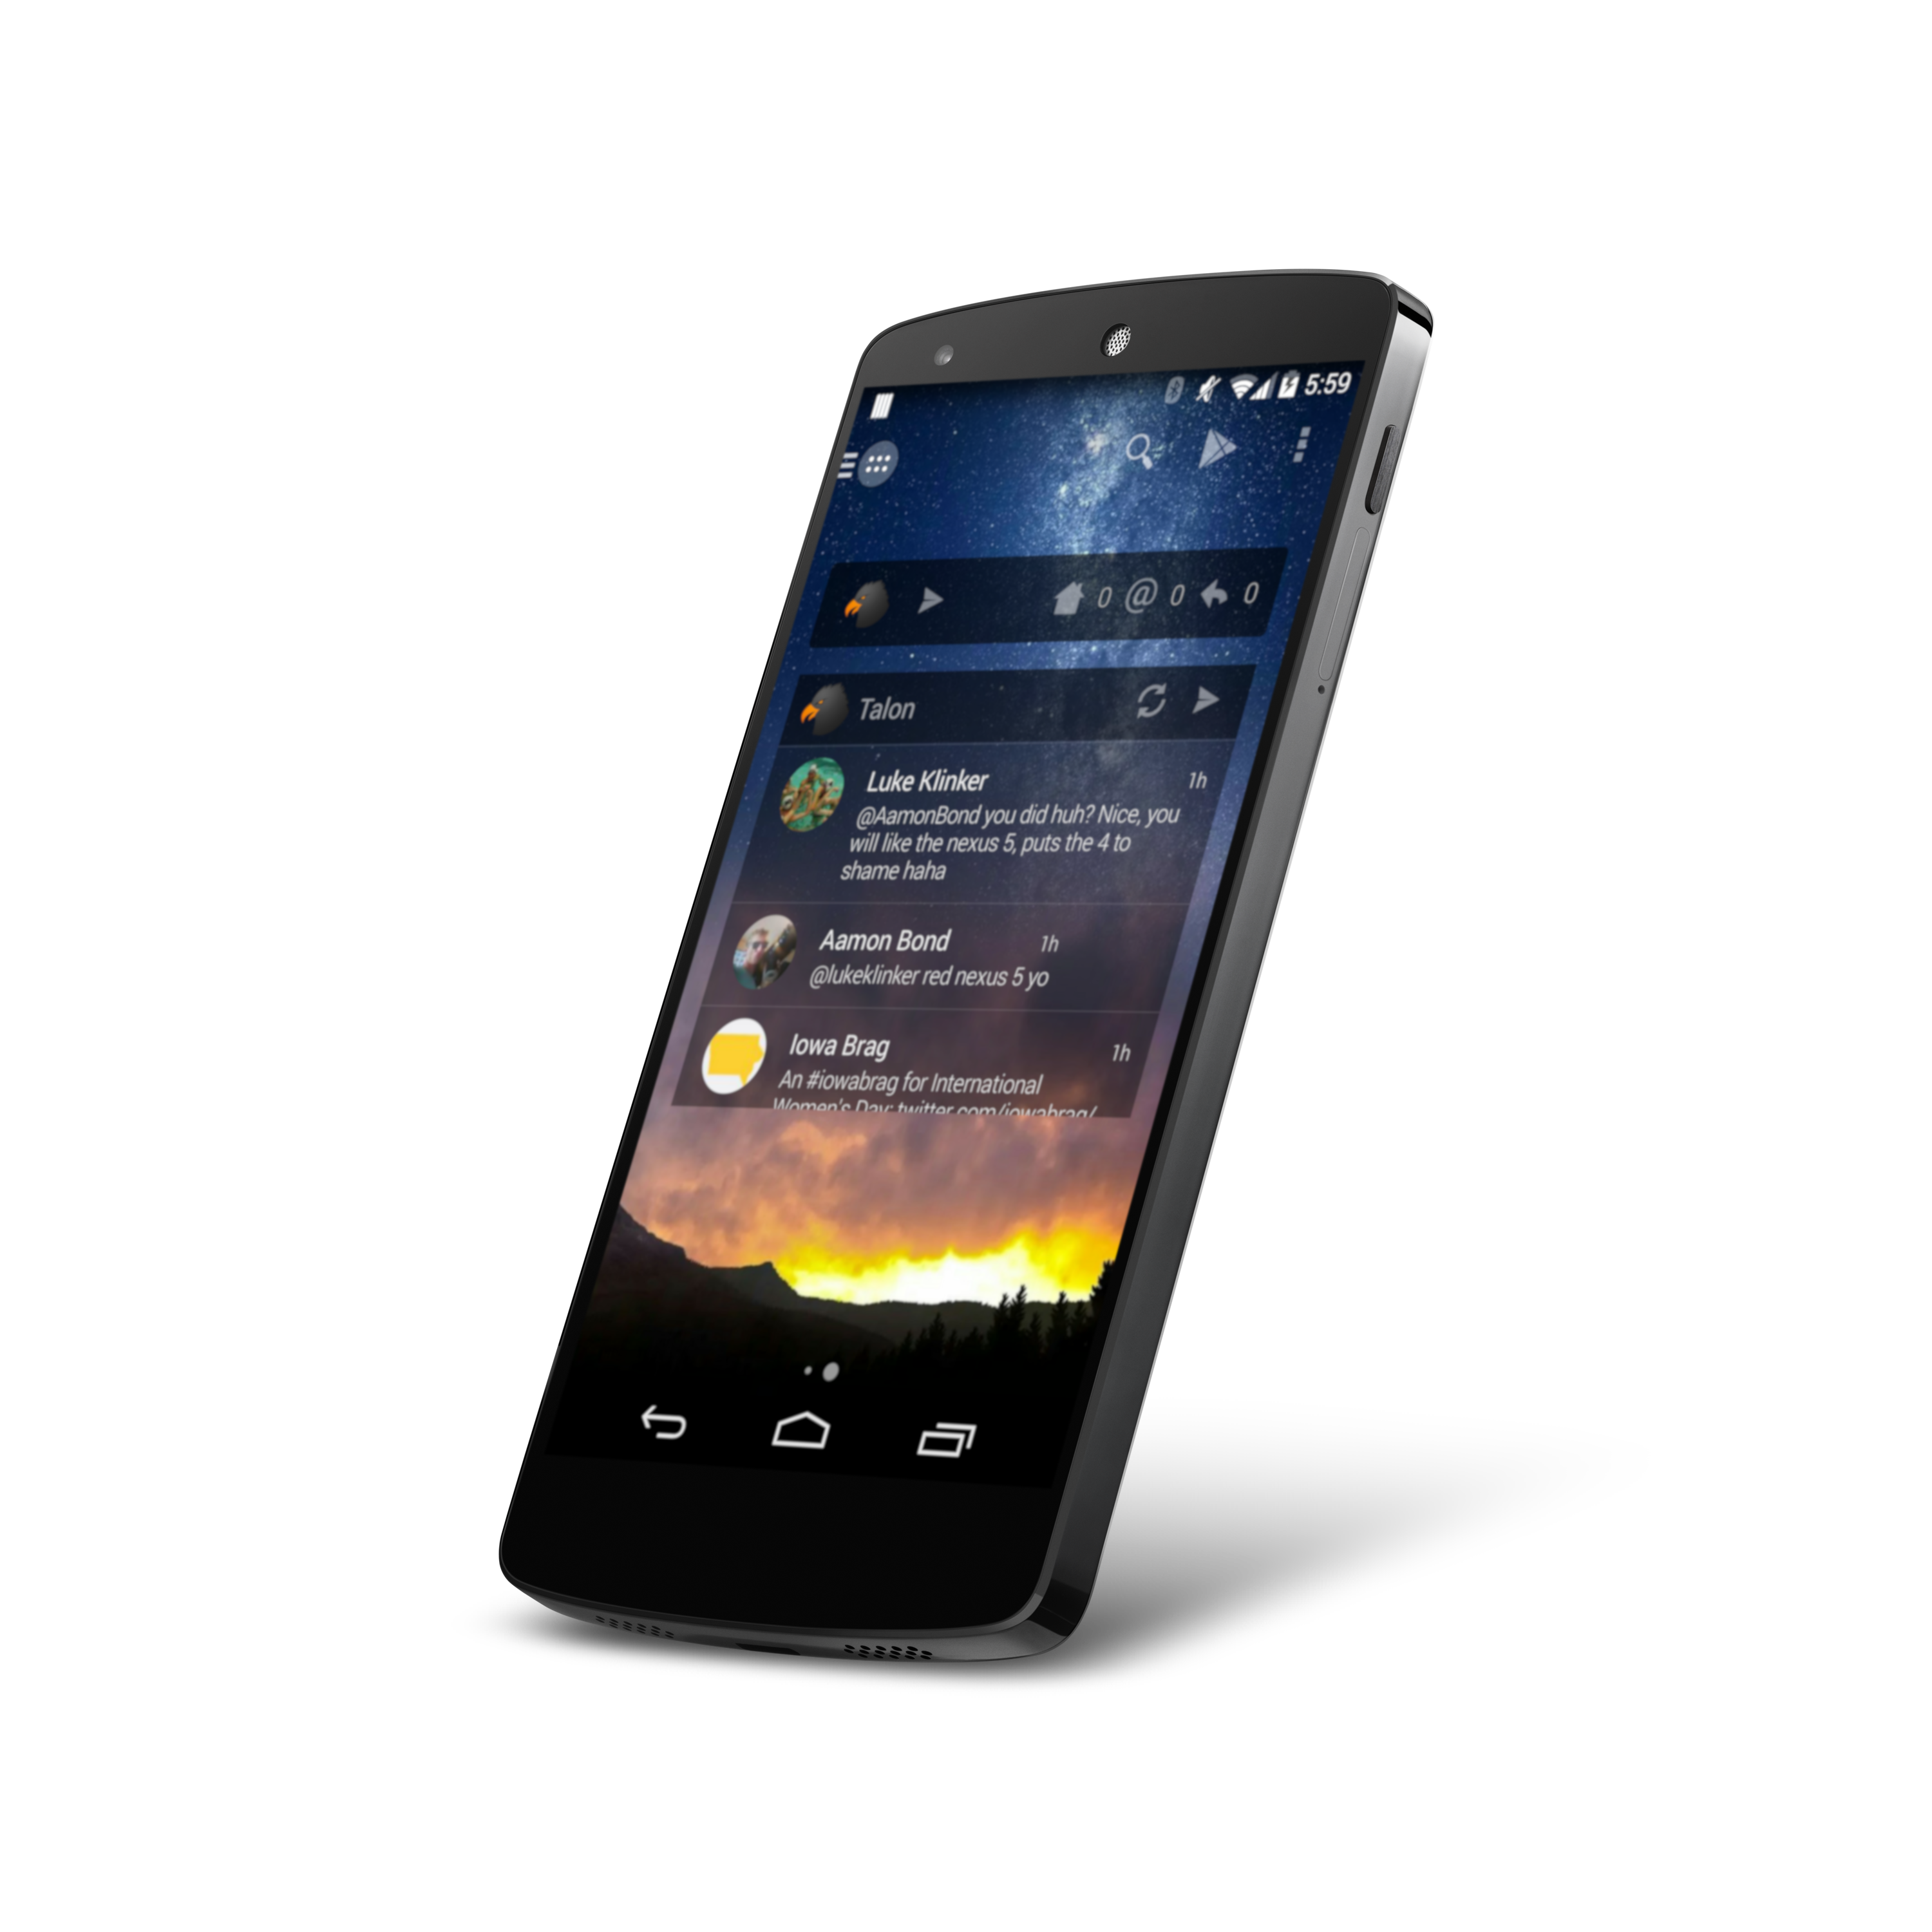 5:59
0 @ 0 0
Talon
Luke Klinker 1h
@AamonBond you did huh? Nice, you
will like the nexus 5, puts the 4 to
shame haha
Aamon Bond 1h
@lukeklinker red nexus 5 yo
Iowa Brag 1h
An #iowabrag for International
Women's Day: twitter.com/iowabrag/